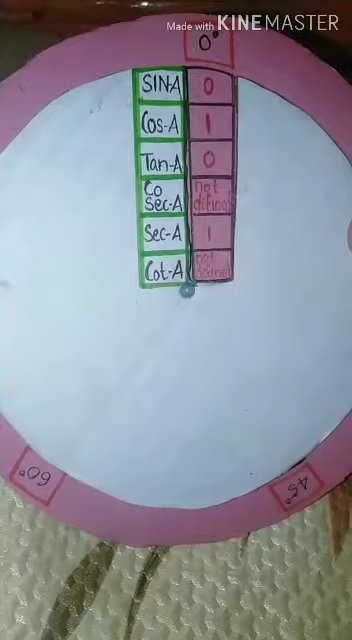 Made with KINEMASTER
0°
SIN-A 0
Cos-A 1
Tan-A 0
Co Sec-A not defined
Sec-A 1
Cot-A not defined
60°
45°